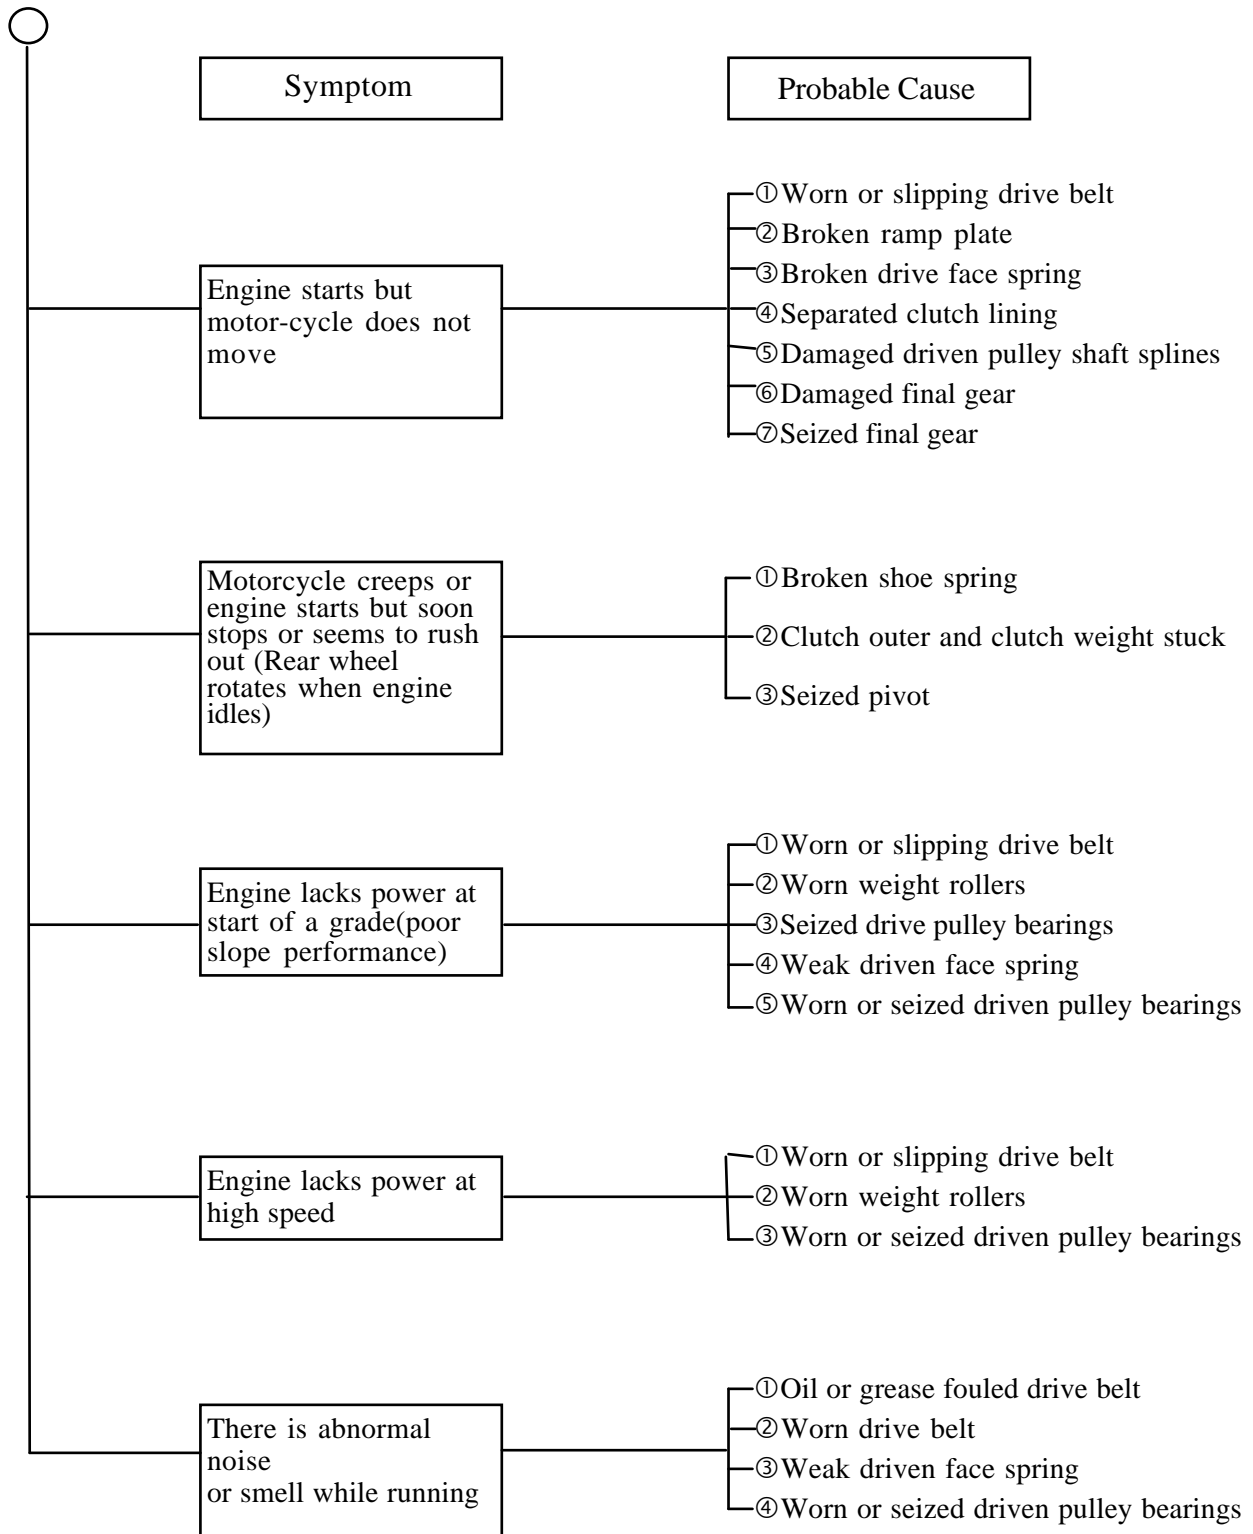 Symptom
Probable Cause
Engine starts but
motor-cycle does not
move
①Worn or slipping drive belt
②Broken ramp plate
③Broken drive face spring
④Separated clutch lining
⑤Damaged driven pulley shaft splines
⑥Damaged final gear
⑦Seized final gear
Motorcycle creeps or
engine starts but soon
stops or seems to rush
out (Rear wheel
rotates when engine
idles)
①Broken shoe spring
②Clutch outer and clutch weight stuck
③Seized pivot
Engine lacks power at
start of a grade(poor
slope performance)
①Worn or slipping drive belt
②Worn weight rollers
③Seized drive pulley bearings
④Weak driven face spring
⑤Worn or seized driven pulley bearings
Engine lacks power at
high speed
①Worn or slipping drive belt
②Worn weight rollers
③Worn or seized driven pulley bearings
There is abnormal
noise
or smell while running
①Oil or grease fouled drive belt
②Worn drive belt
③Weak driven face spring
④Worn or seized driven pulley bearings